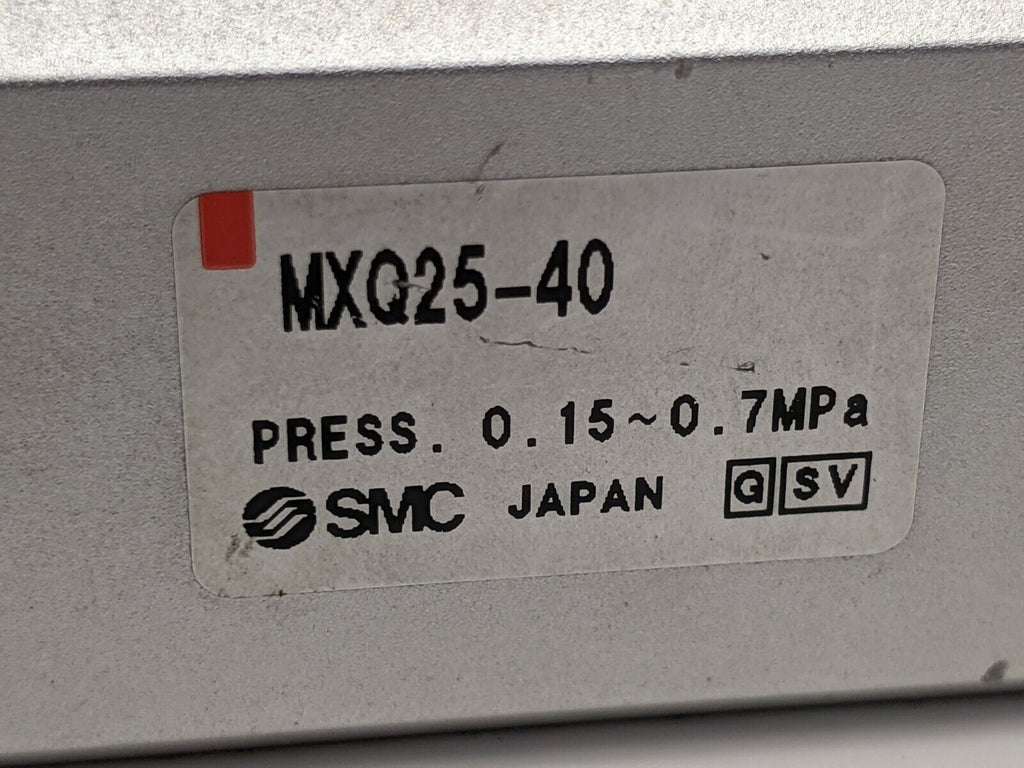 MXQ25-40
PRESS. 0.15~0.7MPa
SMC JAPAN G SV